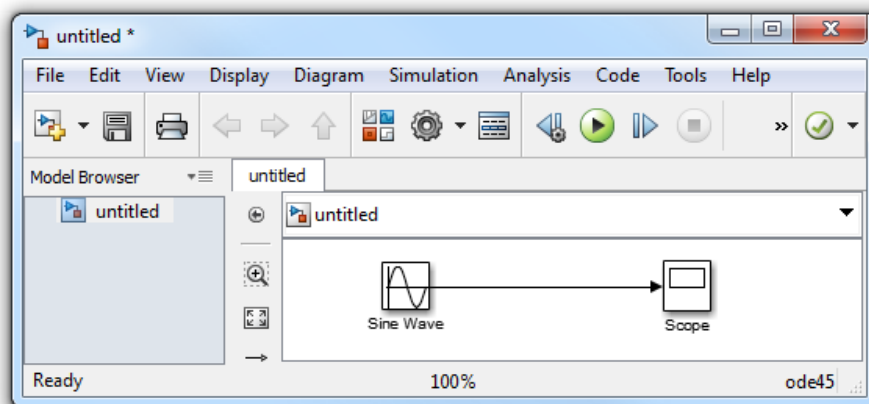 untitled *
File Edit View Display Diagram Simulation Analysis Code Tools Help
»
Model Browser
untitled
untitled
untitled
Sine Wave
Scope
Ready 100% ode45